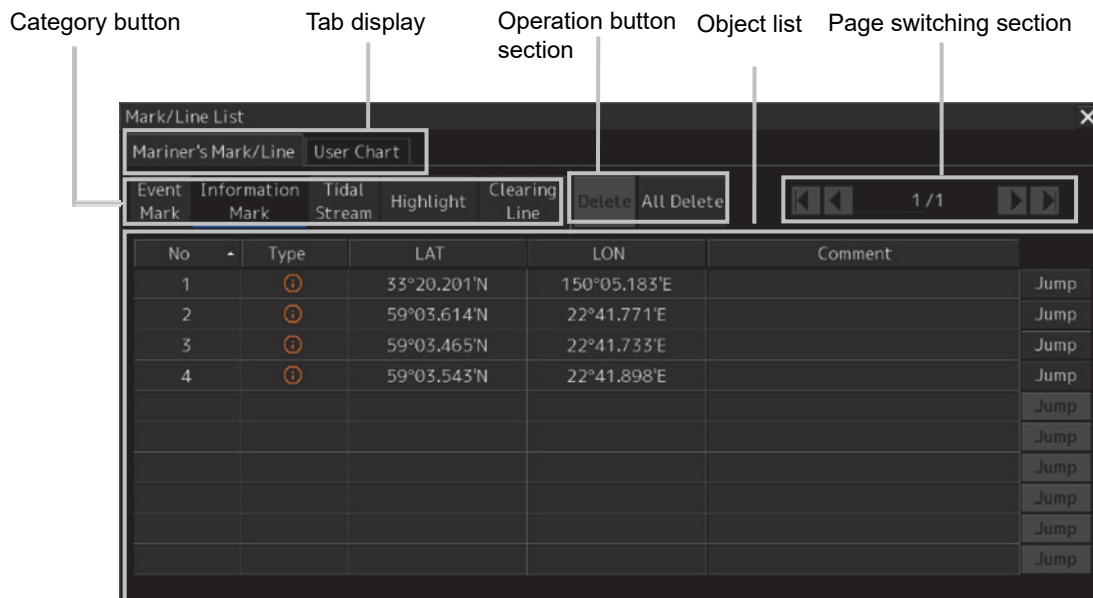 Category button Tab display Operation button section Object list Page switching section
Mark/Line List
Mariner's Mark/Line User Chart
Event Mark Information Mark Tidal Stream Highlight Clearing Line Delete All Delete 1/1
No Type LAT LON Comment
1 33°20.201'N 150°05.183'E Jump
2 59°03.614'N 22°41.771'E Jump
3 59°03.465'N 22°41.733'E Jump
4 59°03.543'N 22°41.898'E Jump
Jump
Jump
Jump
Jump
Jump
Jump